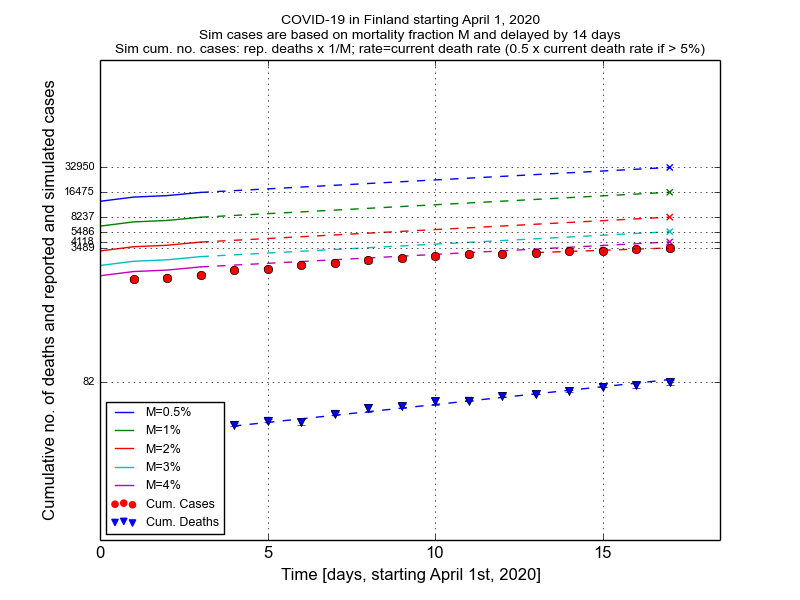 COVID-19 in Finland starting April 1, 2020
Sim cases are based on mortality fraction M and delayed by 14 days
Sim cum. no. cases: rep. deaths x 1/M; rate=current death rate (0.5 x current death rate if > 5%)
Cumulative no. of deaths and reported and simulated cases
32950
16475
8237
5486
4118
3489
82
M=0.5%
M=1%
M=2%
M=3%
M=4%
Cum. Cases
Cum. Deaths
0 5 10 15
Time [days, starting April 1st, 2020]